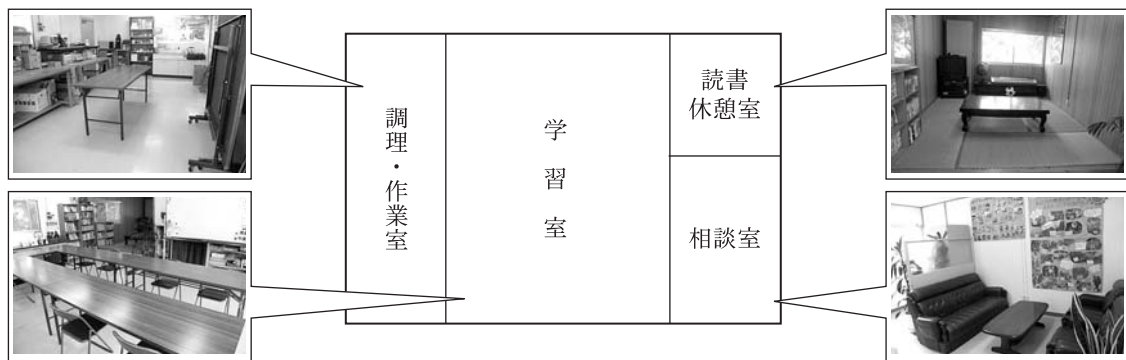 調理・作業室
学習室
読書
休憩室
相談室